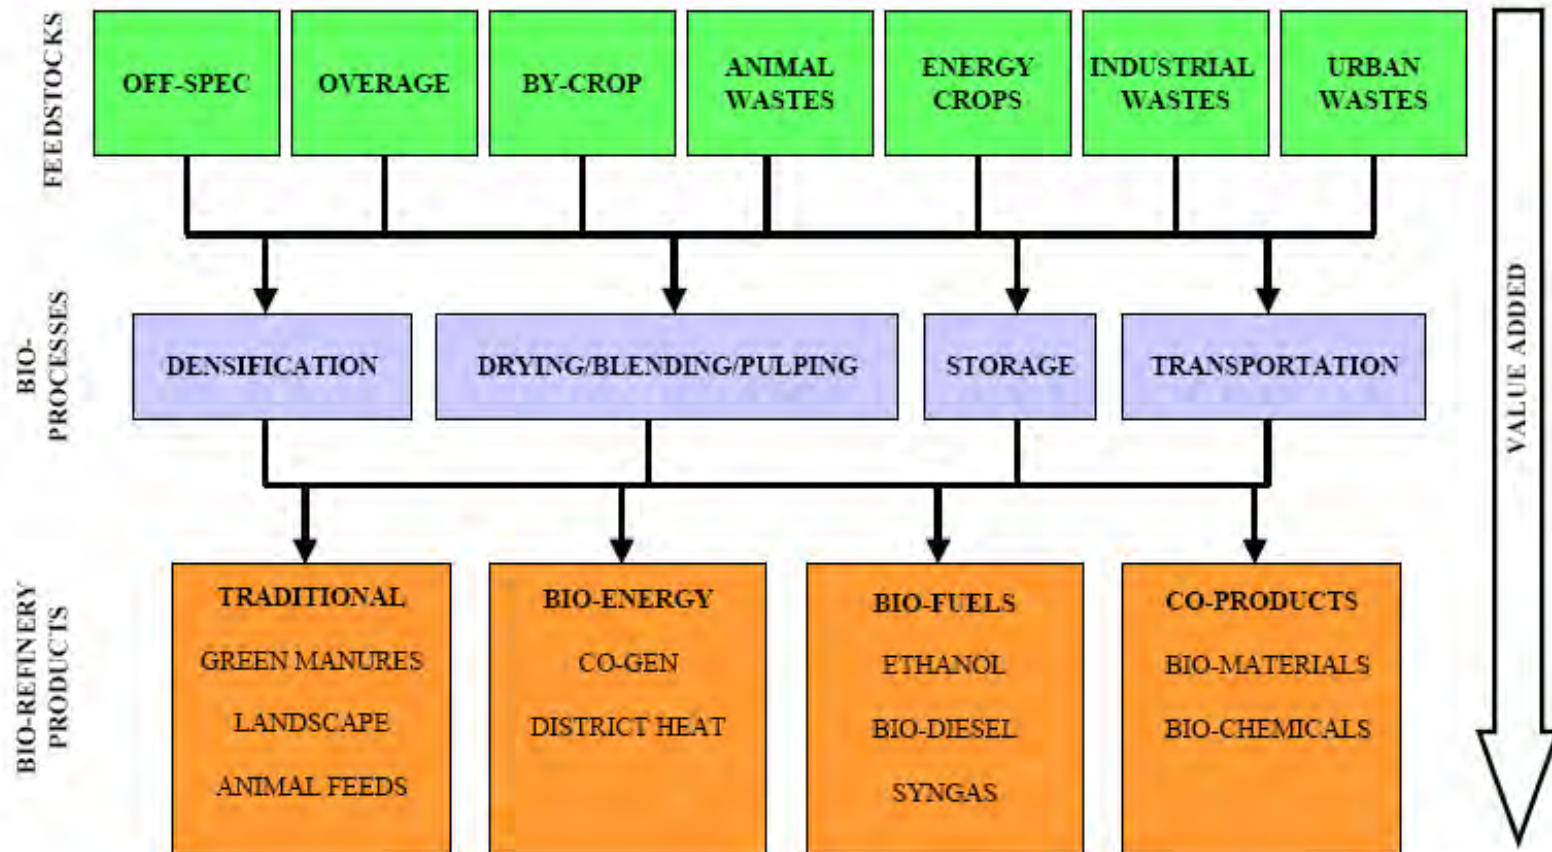 FEEDSTOCKS
OFF-SPEC
OVERAGE
BY-CROP
ANIMAL
WASTES
ENERGY
CROPS
INDUSTRIAL
WASTES
URBAN
WASTES
BIO-
PROCESSES
DENSIFICATION
DRYING/BLENDING/PULPING
STORAGE
TRANSPORTATION
VALUE ADDED
BIO-REFINERY
PRODUCTS
TRADITIONAL
GREEN MANURES
LANDSCAPE
ANIMAL FEEDS
BIO-ENERGY
CO-GEN
DISTRICT HEAT
BIO-FUELS
ETHANOL
BIO-DIESEL
SYNGAS
CO-PRODUCTS
BIO-MATERIALS
BIO-CHEMICALS